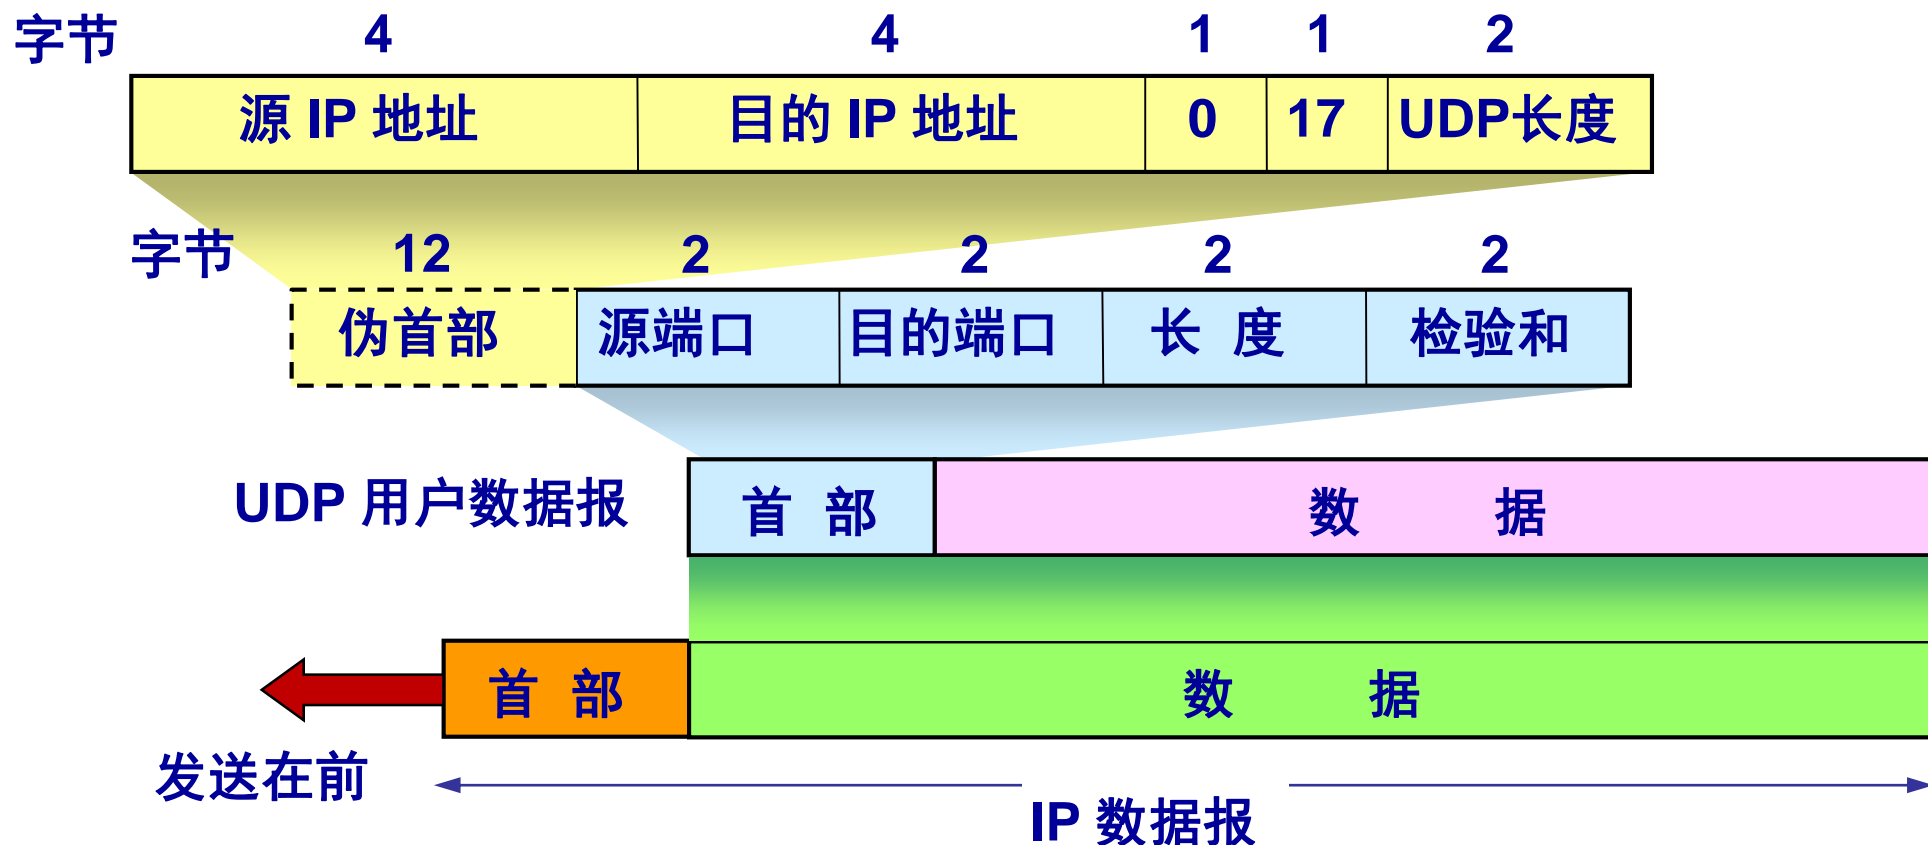 字节 4 4 1 1 2
源 IP 地址 目的 IP 地址 0 17 UDP长度
字节 12 2 2 2 2
伪首部 源端口 目的端口 长 度 检验和
UDP 用户数据报 首 部 数 据
首 部 数 据
发送在前
IP 数据报